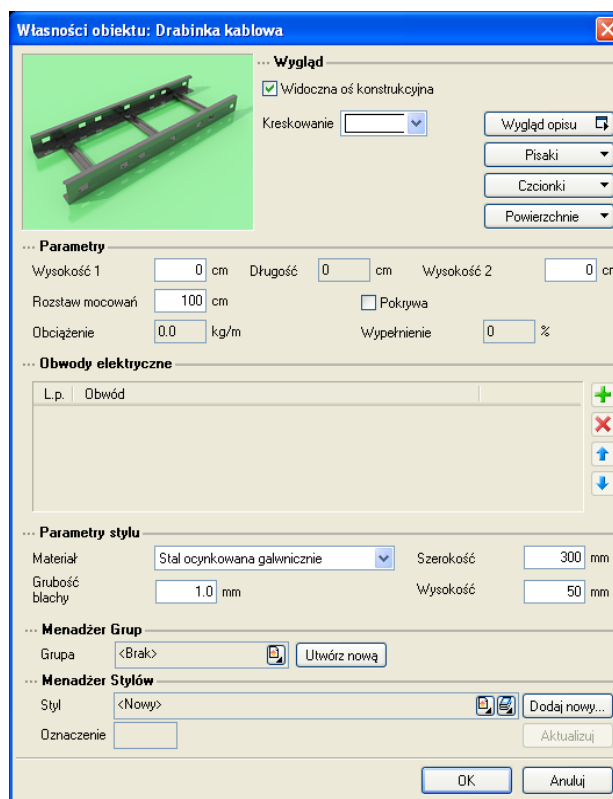 Własności obiektu: Drabinka kablowa
Wygląd
Widoczna oś konstrukcyjna
Kreskowanie
Wygląd opisu
Pisaki
Czcionki
Powierzchnie
Parametry
Wysokość 1 0 cm Długość 0 cm Wysokość 2 0 cm
Rozstaw mocowań 100 cm Pokrywa
Obciążenie 0.0 kg/m Wypełnienie 0 %
Obwody elektryczne
L.p. Obwód
Parametry stylu
Materiał Stal ocynkowana galwnicznie Szerokość 300 mm
Grubość blachy 1.0 mm Wysokość 50 mm
Menadżer Grup
Grupa <Brak> Utwórz nową
Menadżer Stylów
Styl <Nowy> Dodaj nowy...
Oznaczenie Aktualizuj
OK Anuluj